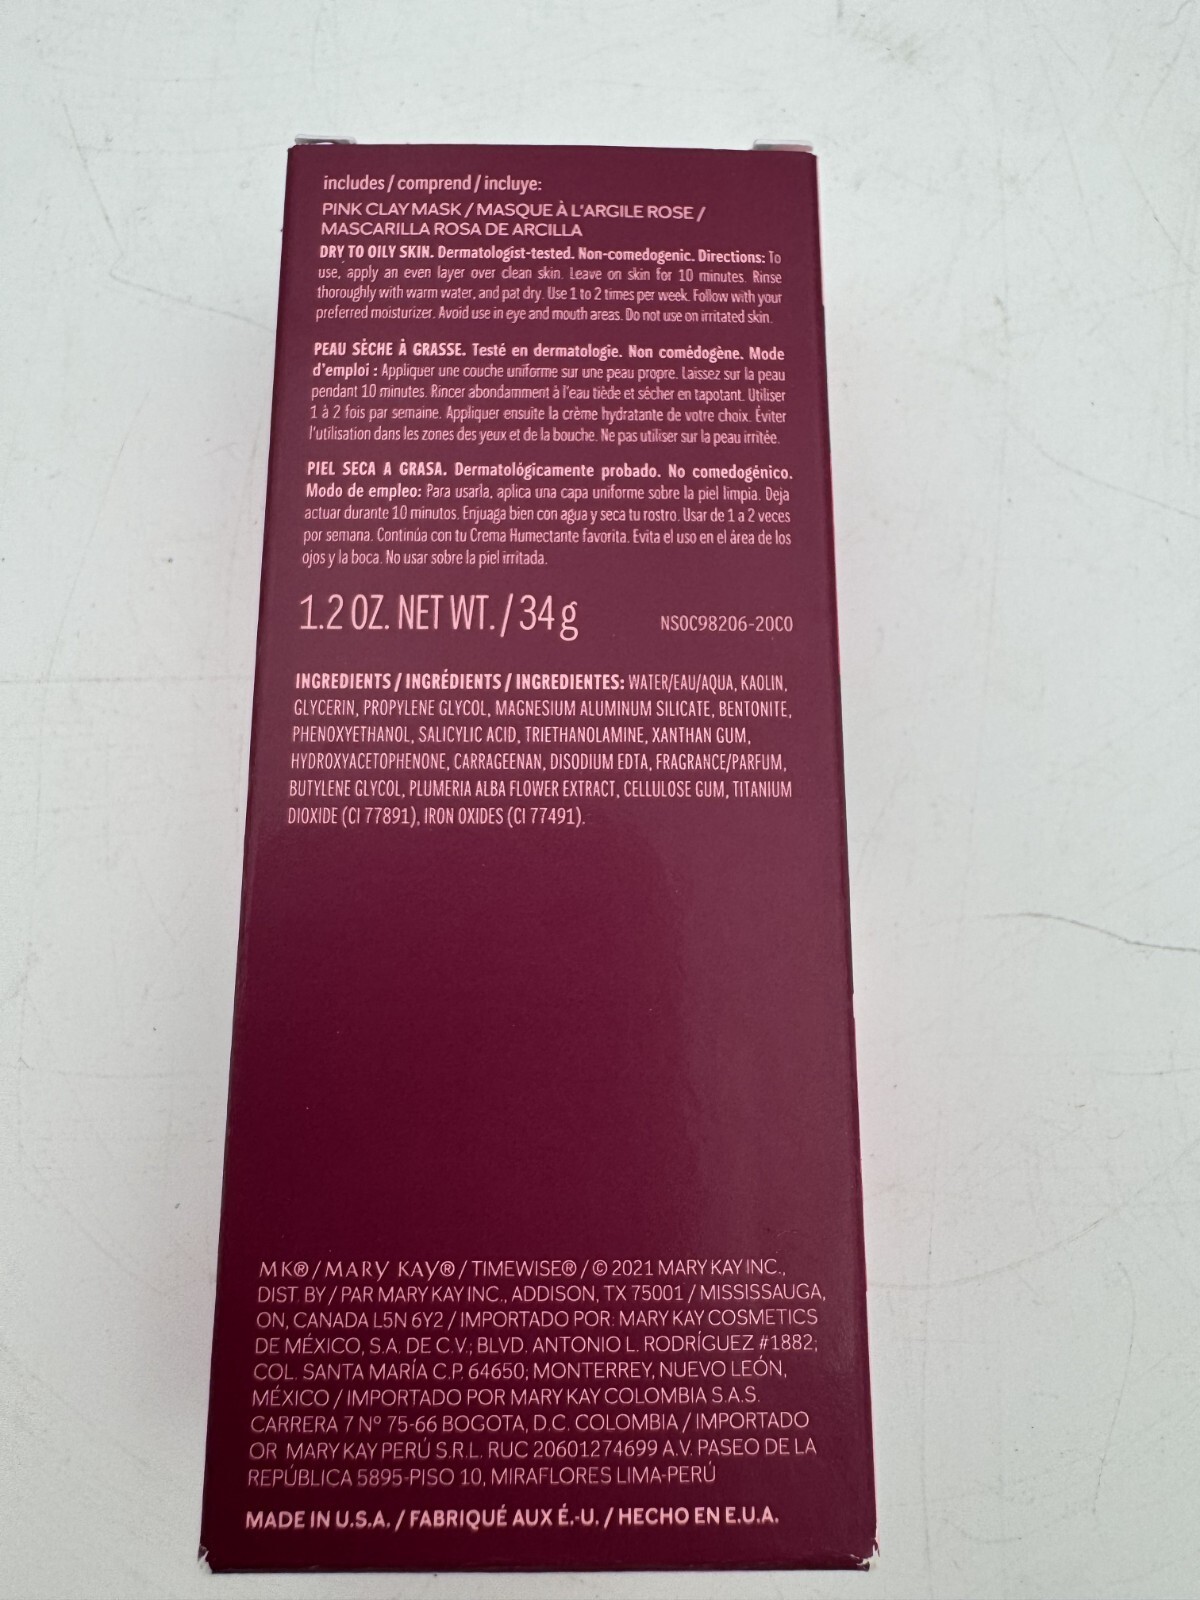 includes / comprend / incluye:
PINK CLAY MASK / MASQUE À L'ARGILE ROSE /
MASCARILLA ROSA DE ARCILLA
DRY TO OILY SKIN. Dermatologist-tested. Non-comedogenic. Directions: To
use, apply an even layer over clean skin. Leave on skin for 10 minutes. Rinse
thoroughly with warm water, and pat dry. Use 1 to 2 times per week. Follow with your
preferred moisturizer. Avoid use in eye and mouth areas. Do not use on irritated skin.
PEAU SÈCHE À GRASSE. Testé en dermatologie. Non comédogène. Mode
d'emploi : Appliquer une couche uniforme sur une peau propre. Laissez sur la peau
pendant 10 minutes. Rincer abondamment à l'eau tiède et sécher en tapotant. Utiliser
1 à 2 fois par semaine. Appliquer ensuite la crème hydratante de votre choix. Éviter
l'utilisation dans les zones des yeux et de la bouche. Ne pas utiliser sur la peau irritée.
PIEL SECA A GRASA. Dermatológicamente probado. No comedogénico.
Modo de empleo: Para usarla, aplica una capa uniforme sobre la piel limpia. Deja
actuar durante 10 minutos. Enjuaga bien con agua y seca tu rostro. Usar de 1 a 2 veces
por semana. Continúa con tu Crema Humectante favorita. Evita el uso en el área de los
ojos y la boca. No usar sobre la piel irritada.
1.2 OZ. NET WT. / 34 g
NSOC98206-20C0
INGREDIENTS / INGRÉDIENTS / INGREDIENTES: WATER/EAU/AQUA, KAOLIN,
GLYCERIN, PROPYLENE GLYCOL, MAGNESIUM ALUMINUM SILICATE, BENTONITE,
PHENOXYETHANOL, SALICYLIC ACID, TRIETHANOLAMINE, XANTHAN GUM,
HYDROXYACETOPHENONE, CARRAGEENAN, DISODIUM EDTA, FRAGRANCE/PARFUM,
BUTYLENE GLYCOL, PLUMERIA ALBA FLOWER EXTRACT, CELLULOSE GUM, TITANIUM
DIOXIDE (CI 77891), IRON OXIDES (CI 77491).
MK® / MARY KAY® / TIMEWISE® / © 2021 MARY KAY INC.,
DIST. BY / PAR MARY KAY INC., ADDISON, TX 75001 / MISSISSAUGA,
ON, CANADA L5N 6Y2 / IMPORTADO POR: MARY KAY COSMETICS
DE MÉXICO, S.A. DE C.V.; BLVD. ANTONIO L. RODRÍGUEZ #1882;
COL. SANTA MARÍA C.P. 64650; MONTERREY, NUEVO LEÓN,
MÉXICO / IMPORTADO POR MARY KAY COLOMBIA S.A.S.
CARRERA 7 Nº 75-66 BOGOTA, D.C. COLOMBIA / IMPORTADO
OR MARY KAY PERÚ S.R.L. RUC 20601274699 A.V. PASEO DE LA
REPÚBLICA 5895-PISO 10, MIRAFLORES LIMA-PERÚ
MADE IN U.S.A. / FABRIQUÉ AUX É.-U. / HECHO EN E.U.A.